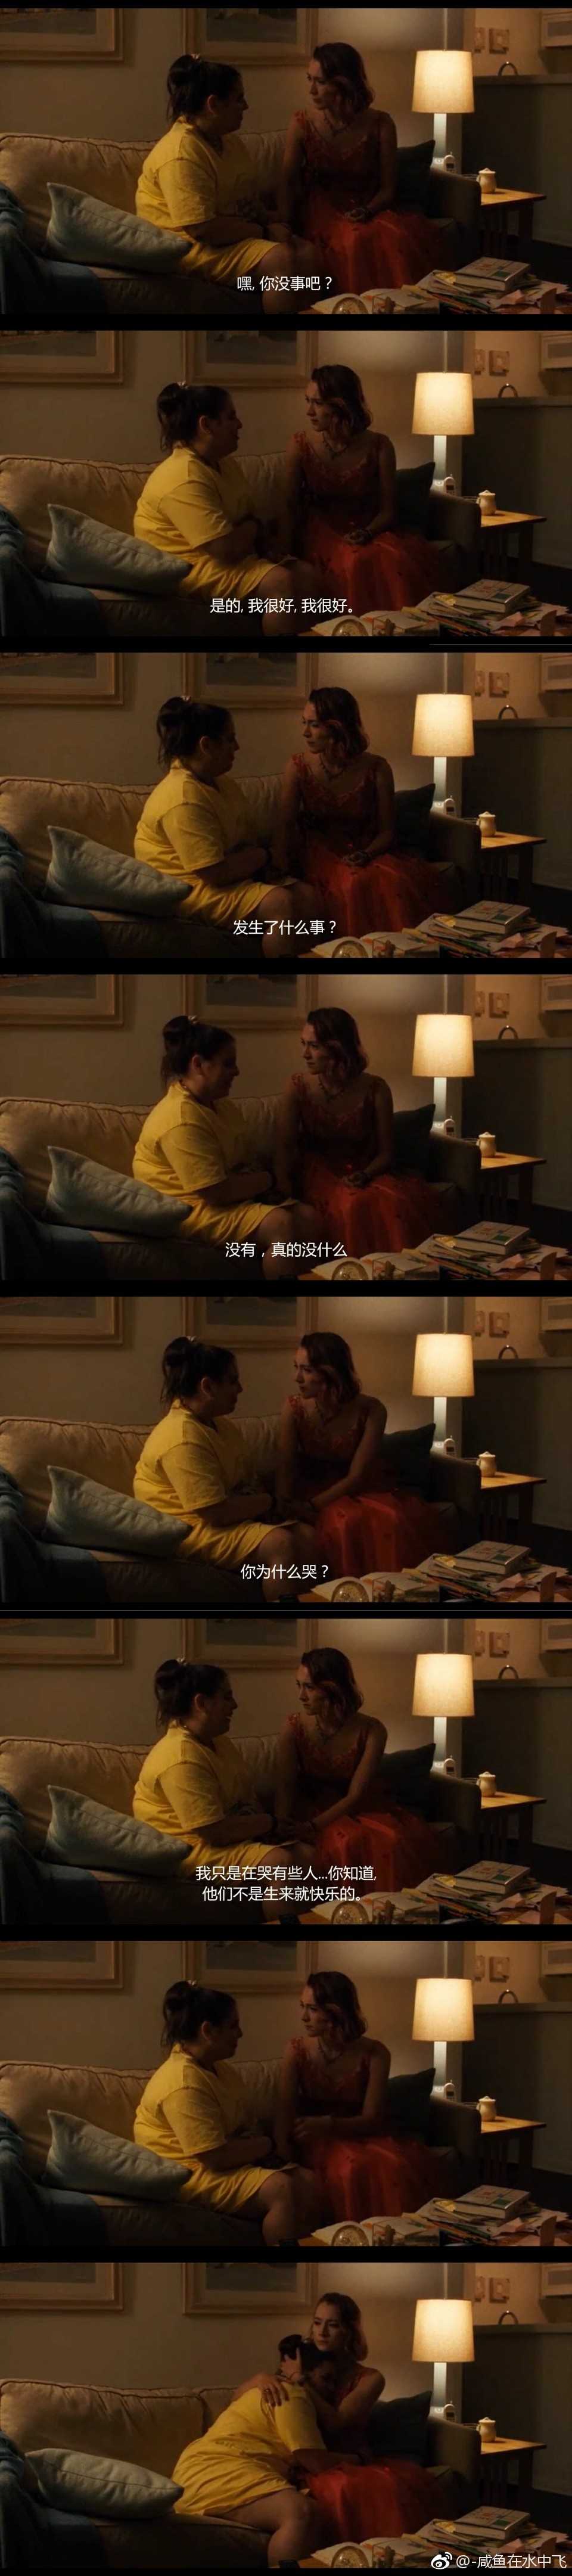 嘿, 你没事吧？
是的, 我很好, 我很好。
发生了什么事？
没有，真的没什么
你为什么哭？
我只是在哭有些人...你知道,
他们不是生来就快乐的。
@-咸鱼在水中飞